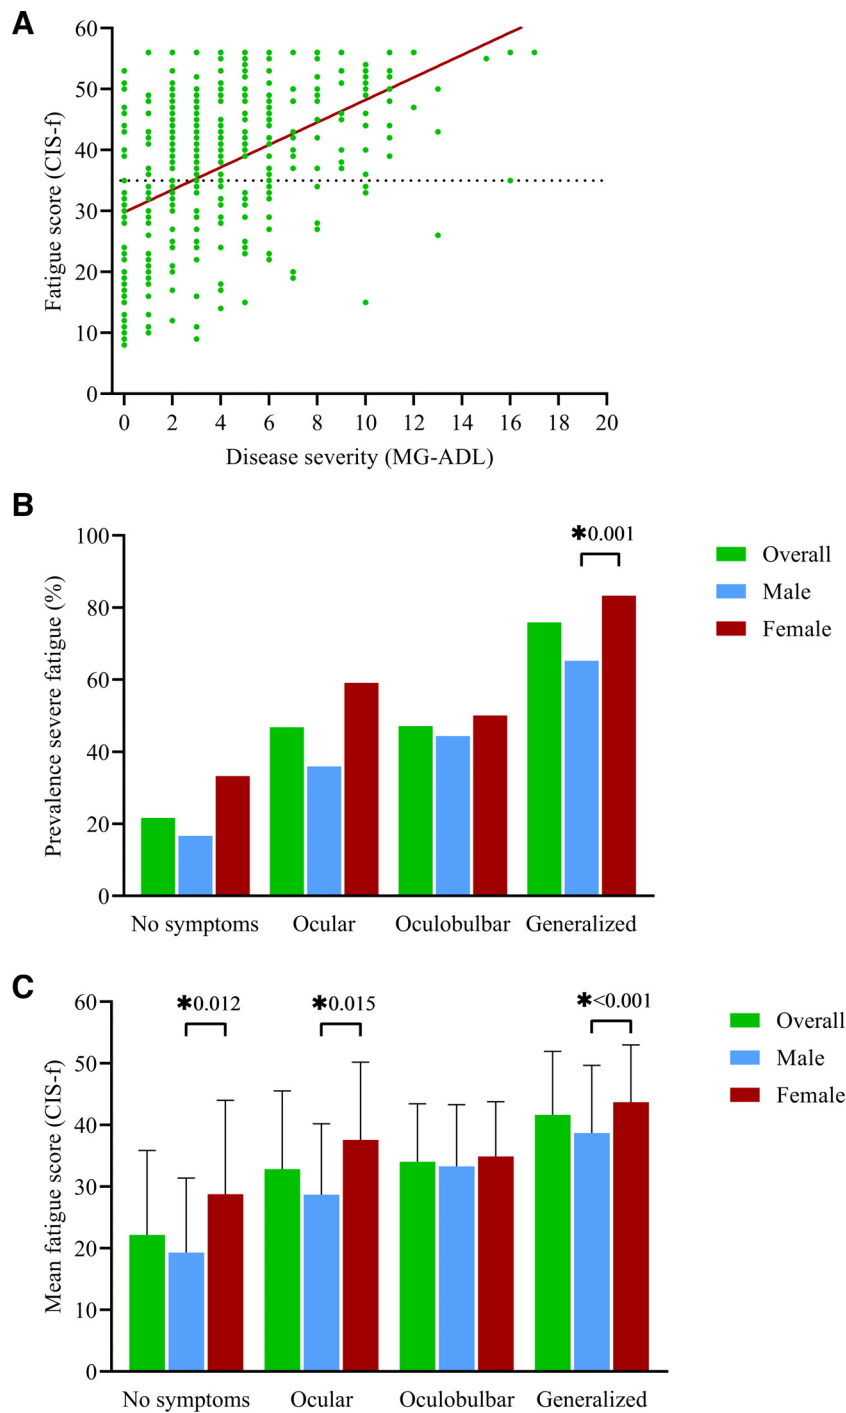 A
Fatigue score (CIS-f)
60
50
40
30
20
10
0
0 2 4 6 8 10 12 14 16 18 20
Disease severity (MG-ADL)
B
Prevalence severe fatigue (%)
100
80
60
40
20
0
✱0.001
Overall
Male
Female
No symptoms Ocular Oculobulbar Generalized
C
Mean fatigue score (CIS-f)
60
50
40
30
20
10
0
✱0.012 ✱0.015 ✱<0.001
Overall
Male
Female
No symptoms Ocular Oculobulbar Generalized